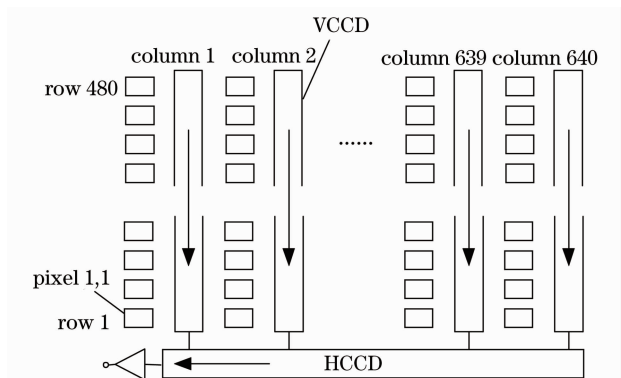 VCCD
column 1 column 2 column 639 column 640
row 480
......
pixel 1,1
row 1
HCCD